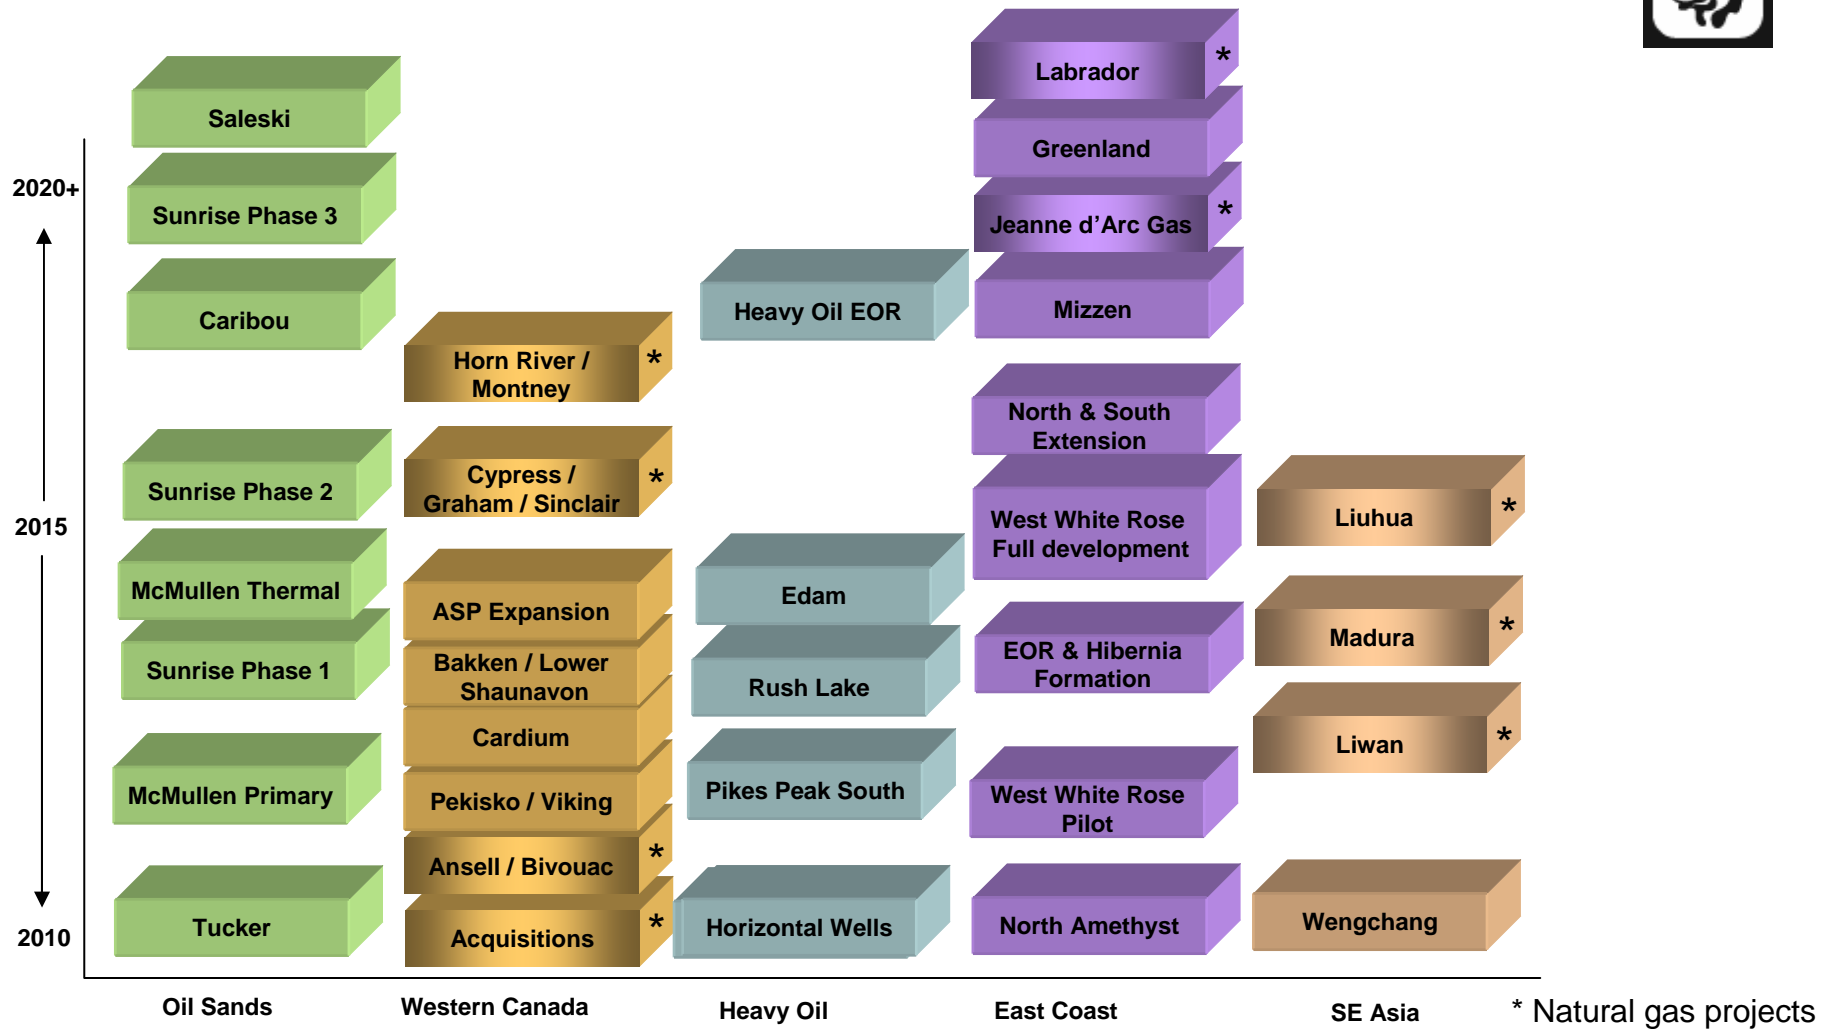 2020+
2015
2010
Saleski
Sunrise Phase 3
Caribou
Sunrise Phase 2
McMullen Thermal
Sunrise Phase 1
McMullen Primary
Tucker
Horn River /
Montney
*
Cypress /
Graham / Sinclair
*
ASP Expansion
Bakken / Lower
Shaunavon
Cardium
Pekisko / Viking
Ansell / Bivouac
*
Acquisitions
*
Heavy Oil EOR
Edam
Rush Lake
Pikes Peak South
Horizontal Wells
Labrador
*
Greenland
Jeanne d’Arc Gas
*
Mizzen
North & South
Extension
West White Rose
Full development
EOR & Hibernia
Formation
West White Rose
Pilot
North Amethyst
Liuhua
*
Madura
*
Liwan
*
Wengchang
Oil Sands
Western Canada
Heavy Oil
East Coast
SE Asia
* Natural gas projects